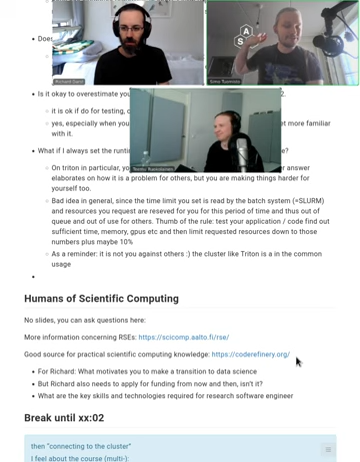 Does
Is it okay to overestimate you
2.
it is ok if do for testing, c
yes, especially when you
et more familiar
with it.
What if I always set the runti
e?
On triton in particular, yo
er answer
elaborates on how it is a problem for others, but you are making things harder for
yourself too.
Bad idea in general, since the time limit you set is read by the batch system (=SLURM)
and resources you request are reseved for you for this period of time and thus out of
queue and out of use for others. Thumb of the rule: test your application / code find out
sufficient time, memory, gpus etc and then limit requested resources down to those
numbers plus maybe 10%
As a reminder: it is not you against others :) the cluster like Triton is a in the common
usage
Humans of Scientific Computing
No slides, you can ask questions here:
More information concerning RSEs: https://scicomp.aalto.fi/rse/
Good source for practical scientific computing knowledge: https://coderefinery.org/
For Richard: What motivates you to make a transition to data science
But Richard also needs to apply for funding from now and then, isn't it?
What are the key skills and technologies required for research software engineer
Break until xx:02
then "connecting to the cluster"
I feel about the course (multi-):